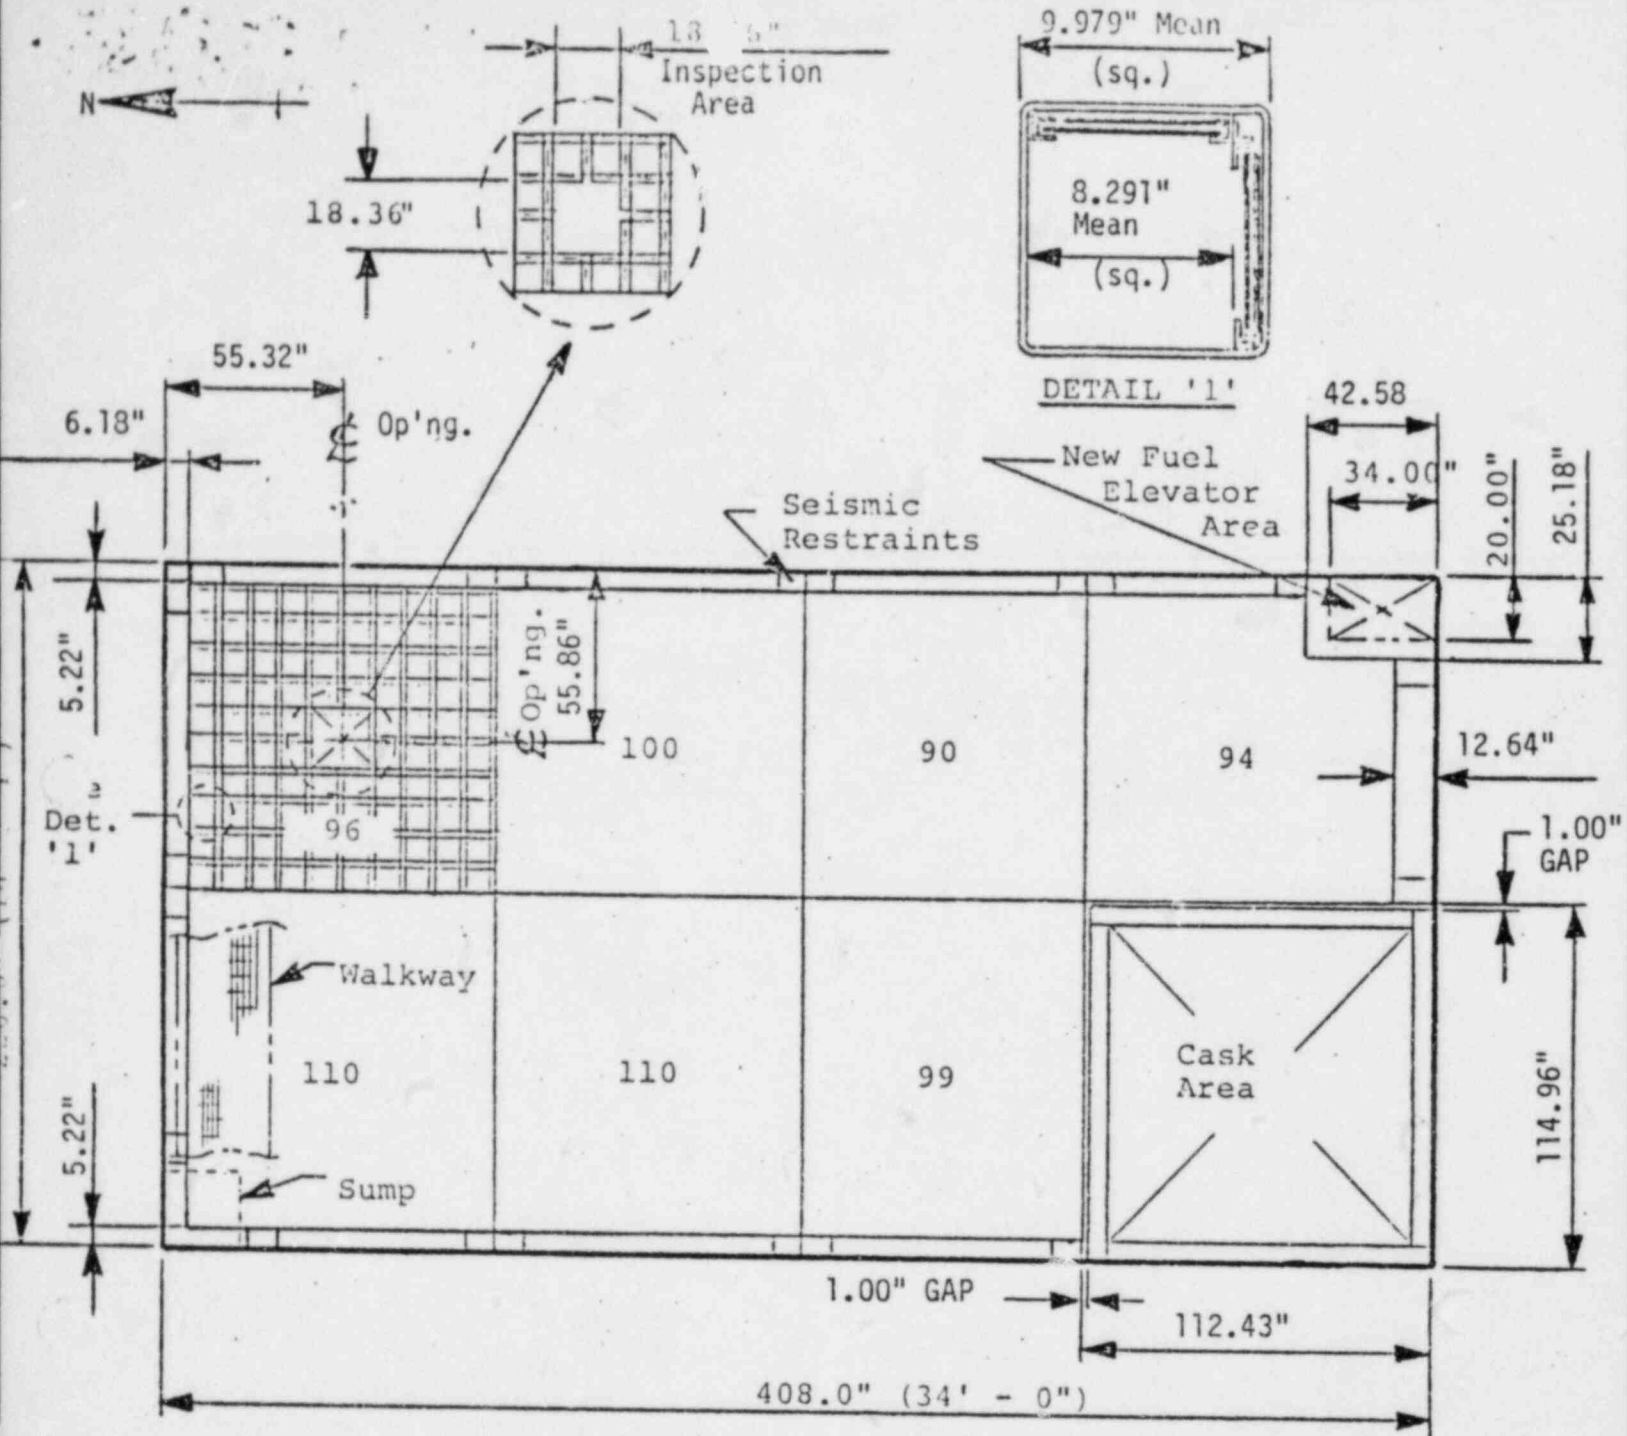 N
18
Inspection
Area
18.36"
9.979" Mean
(sq.)
8.291"
Mean
(sq.)
DETAIL '1'
55.32"
6.18"
Op'ng.
42.58
New Fuel
Elevator
Area
34.00"
20.00"
25.18"
Seismic
Restraints
5.22"
Op'ng.
55.86"
100
90
94
12.64"
Det.
'1'
96
1.00"
GAP
Walkway
110
110
99
Cask
Area
114.96"
5.22"
Sump
1.00" GAP
112.43"
408.0" (34' - 0")